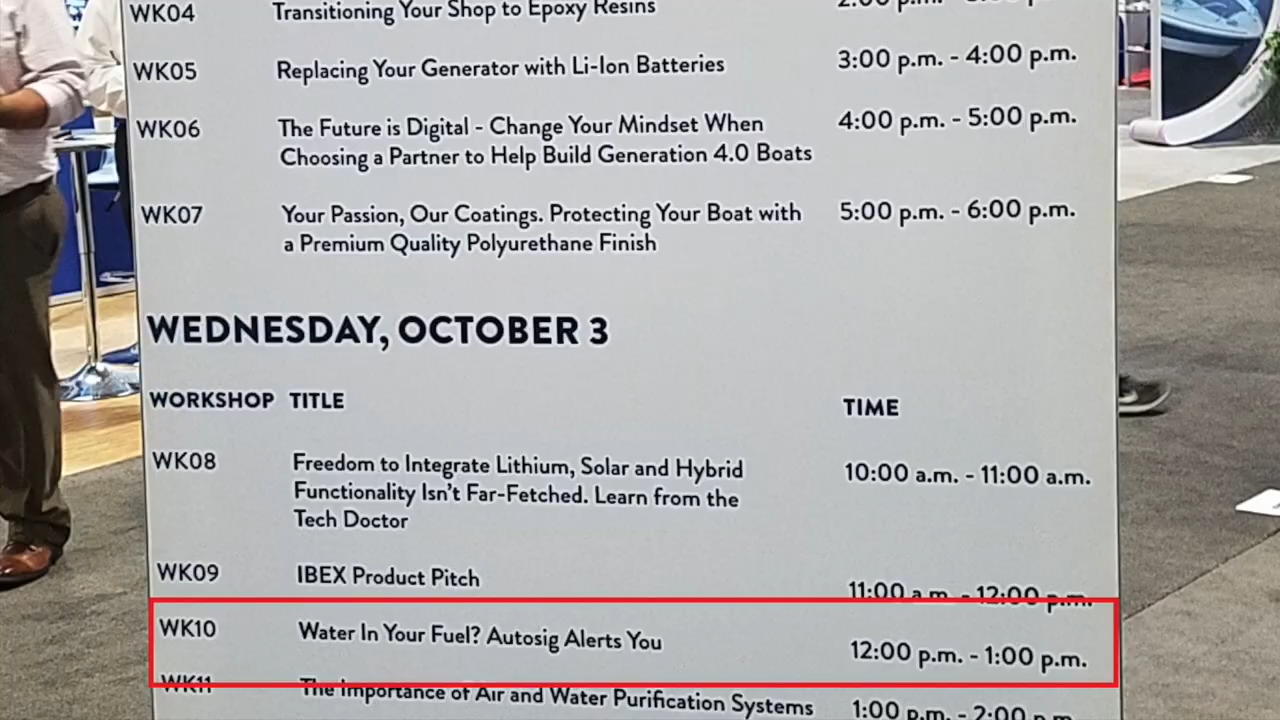 WK04 Transitioning Your Shop to Epoxy Resins
WK05 Replacing Your Generator with Li-Ion Batteries 3:00 p.m. - 4:00 p.m.
WK06 The Future is Digital - Change Your Mindset When 4:00 p.m. - 5:00 p.m.
Choosing a Partner to Help Build Generation 4.0 Boats
WK07 Your Passion, Our Coatings. Protecting Your Boat with 5:00 p.m. - 6:00 p.m.
a Premium Quality Polyurethane Finish
WEDNESDAY, OCTOBER 3
WORKSHOP TITLE TIME
WK08 Freedom to Integrate Lithium, Solar and Hybrid 10:00 a.m. - 11:00 a.m.
Functionality Isn't Far-Fetched. Learn from the
Tech Doctor
WK09 IBEX Product Pitch 11:00 a.m. - 12:00 p.m.
WK10 Water In Your Fuel? Autosig Alerts You 12:00 p.m. - 1:00 p.m.
WK11 The Importance of Air and Water Purification Systems 1:00 p.m. - 2:00 p.m.